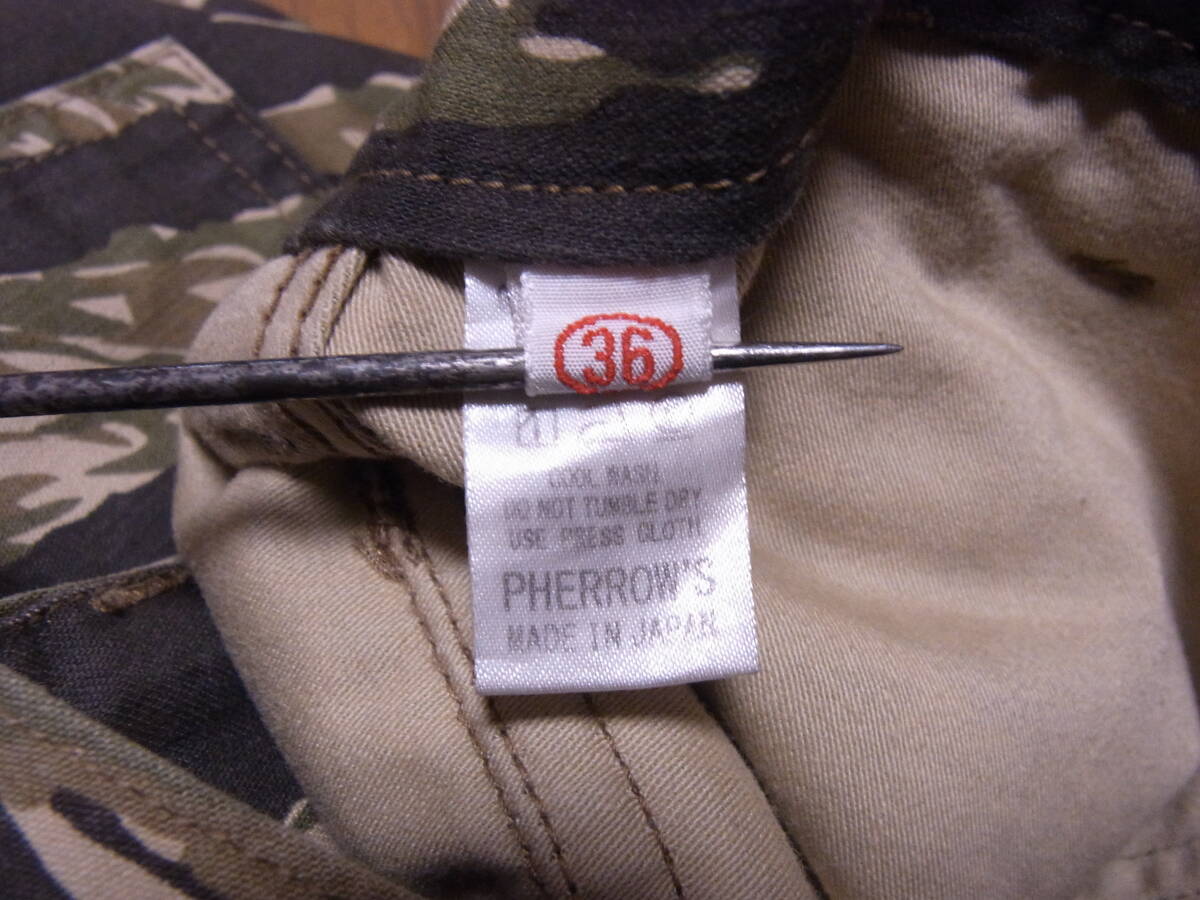 36
COOL WASH
DO NOT TUMBLE DRY
USE PRESS CLOTH
PHERROW'S
MADE IN JAPAN